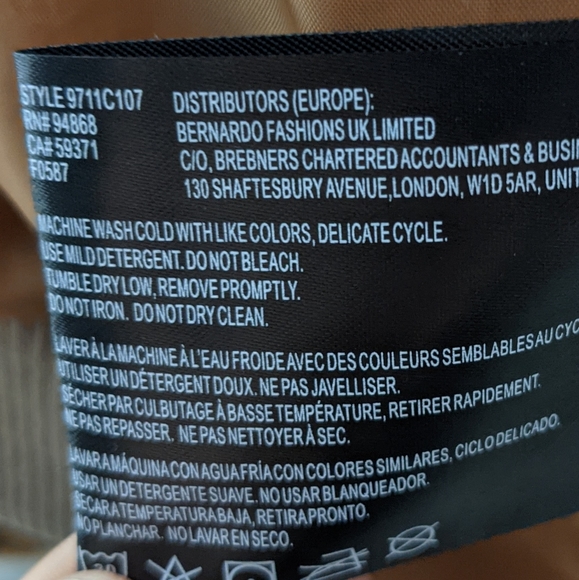 STYLE 9711C107
RN# 94868
CA# 59371
F0587
DISTRIBUTORS (EUROPE):
BERNARDO FASHIONS UK LIMITED
C/O, BREBNERS CHARTERED ACCOUNTANTS & BUSI
130 SHAFTESBURY AVENUE,LONDON, W1D 5AR, UNIT
MACHINE WASH COLD WITH LIKE COLORS, DELICATE CYCLE.
USE MILD DETERGENT. DO NOT BLEACH.
TUMBLE DRY LOW, REMOVE PROMPTLY.
DO NOT IRON. DO NOT DRY CLEAN.
LAVER À LA MACHINE À L'EAU FROIDE AVEC DES COULEURS SEMBLABLES AU CYC
UTILISER UN DÉTERGENT DOUX. NE PAS JAVELLISER.
SÉCHER PAR CULBUTAGE À BASSE TEMPÉRATURE, RETIRER RAPIDEMENT.
NE PAS REPASSER. NE PAS NETTOYER À SEC.
LAVAR A MÁQUINA CON AGUA FRÍA CON COLORES SIMILARES, CICLO DELICADO.
USAR UN DETERGENTE SUAVE. NO USAR BLANQUEADOR.
SECAR A TEMPERATURA BAJA, RETIRA PRONTO.
NO PLANCHAR. NO LAVAR EN SECO.
30